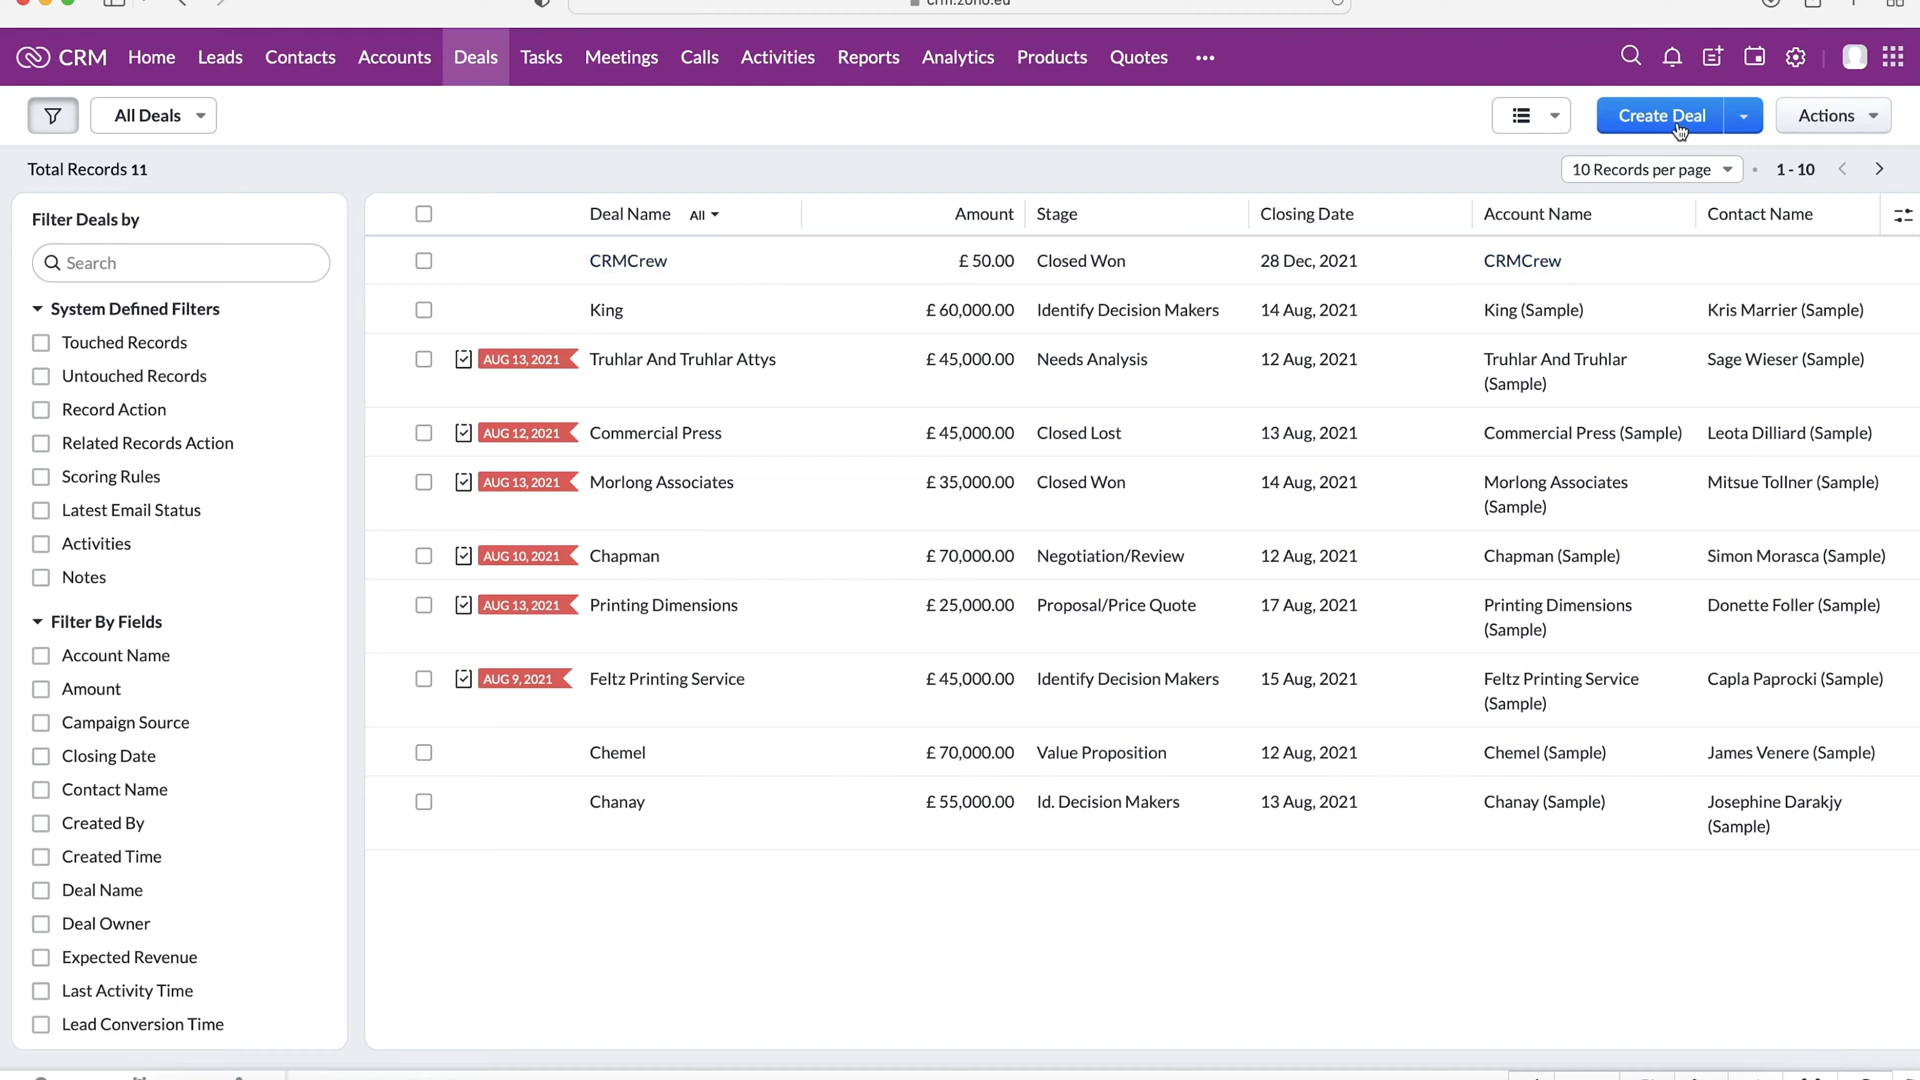 crm.zoho.eu
CRM Home Leads Contacts Accounts Deals Tasks Meetings Calls Activities Reports Analytics Products Quotes •••
All Deals Create Deal Actions
Total Records 11 10 Records per page • 1 - 10
Filter Deals by
Search
System Defined Filters
Touched Records
Untouched Records
Record Action
Related Records Action
Scoring Rules
Latest Email Status
Activities
Notes
Filter By Fields
Account Name
Amount
Campaign Source
Closing Date
Contact Name
Created By
Created Time
Deal Name
Deal Owner
Expected Revenue
Last Activity Time
Lead Conversion Time
Deal Name All Amount Stage Closing Date Account Name Contact Name
CRMCrew £ 50.00 Closed Won 28 Dec, 2021 CRMCrew
King £ 60,000.00 Identify Decision Makers 14 Aug, 2021 King (Sample) Kris Marrier (Sample)
AUG 13, 2021 Truhlar And Truhlar Attys £ 45,000.00 Needs Analysis 12 Aug, 2021 Truhlar And Truhlar Sage Wieser (Sample)
(Sample)
AUG 12, 2021 Commercial Press £ 45,000.00 Closed Lost 13 Aug, 2021 Commercial Press (Sample) Leota Dilliard (Sample)
AUG 13, 2021 Morlong Associates £ 35,000.00 Closed Won 14 Aug, 2021 Morlong Associates Mitsue Tollner (Sample)
(Sample)
AUG 10, 2021 Chapman £ 70,000.00 Negotiation/Review 12 Aug, 2021 Chapman (Sample) Simon Morasca (Sample)
AUG 13, 2021 Printing Dimensions £ 25,000.00 Proposal/Price Quote 17 Aug, 2021 Printing Dimensions Donette Foller (Sample)
(Sample)
AUG 9, 2021 Feltz Printing Service £ 45,000.00 Identify Decision Makers 15 Aug, 2021 Feltz Printing Service Capla Paprocki (Sample)
(Sample)
Chemel £ 70,000.00 Value Proposition 12 Aug, 2021 Chemel (Sample) James Venere (Sample)
Chanay £ 55,000.00 Id. Decision Makers 13 Aug, 2021 Chanay (Sample) Josephine Darakjy
(Sample)